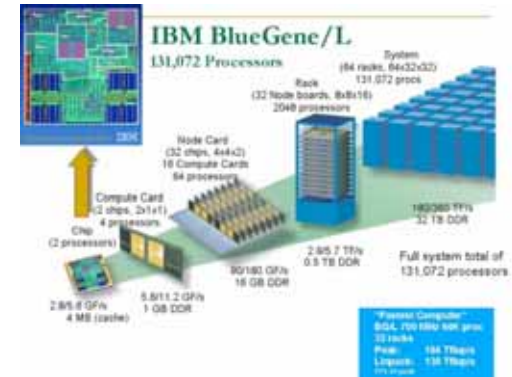 IBM BlueGene/L
131,072 Processors
System
(64 racks, 64x32x32)
131,072 procs
Rack
(32 Node boards, 8x8x16)
2048 processors
Node Card
(32 chips, 4x4x2)
16 Compute Cards
64 processors
Compute Card
(2 chips, 2x1x1)
4 processors
Chip
(2 processors)
2.8/5.6 GF/s
4 MB (cache)
5.6/11.2 GF/s
1 GB DDR
90/180 GF/s
16 GB DDR
2.9/5.7 TF/s
0.5 TB DDR
180/360 TF/s
32 TB DDR
Full system total of
131,072 processors
IBM
"Fastest Computer"
BG/L 700 MHz 64K proc
32 racks
Peak: 184 Tflop/s
Linpack: 135 Tflop/s